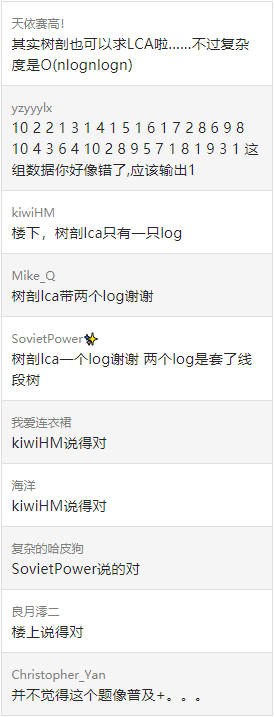 天依赛高!
其实树剖也可以求LCA啦......不过复杂
度是O(nlognlogn)
yzyyylx
10 2 2 1 3 1 4 1 5 1 6 1 7 2 8 6 9 8
10 4 3 6 4 10 2 8 9 5 7 1 8 1 9 3 1 这
组数据你好像错了,应该输出1
kiwiHM
楼下，树剖lca只有一只log
Mike_Q
树剖lca带两个log谢谢
SovietPower✨
树剖lca一个log谢谢 两个log是套了线
段树
我爱连衣裙
kiwiHM说得对
海洋
kiwiHM说得对
复杂的哈皮狗
SovietPower说的对
良月澪二
楼上说得对
Christopher_Yan
并不觉得这个题像普及+。。。